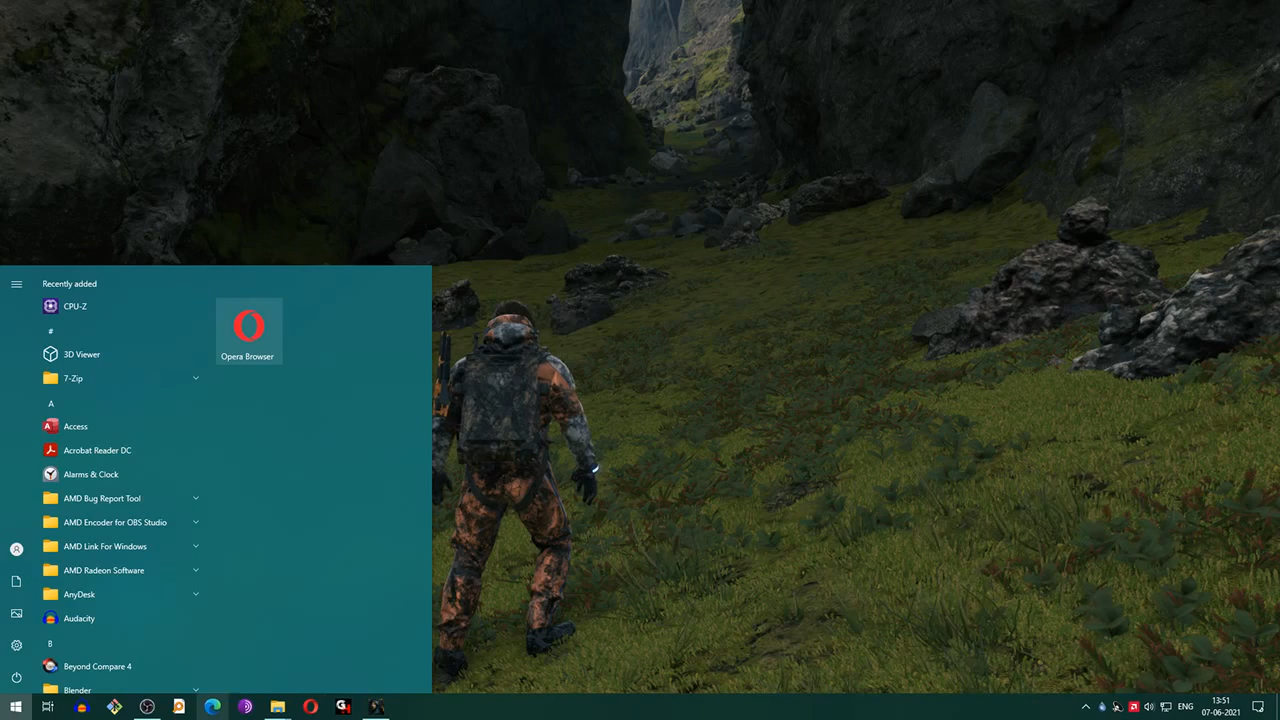 Recently added
CPU-Z
Opera Browser
#
3D Viewer
7-Zip
A
Access
Acrobat Reader DC
Alarms & Clock
AMD Bug Report Tool
AMD Encoder for OBS Studio
AMD Link For Windows
AMD Radeon Software
AnyDesk
Audacity
B
Beyond Compare 4
Blender
ENG
13:51
07-06-2021